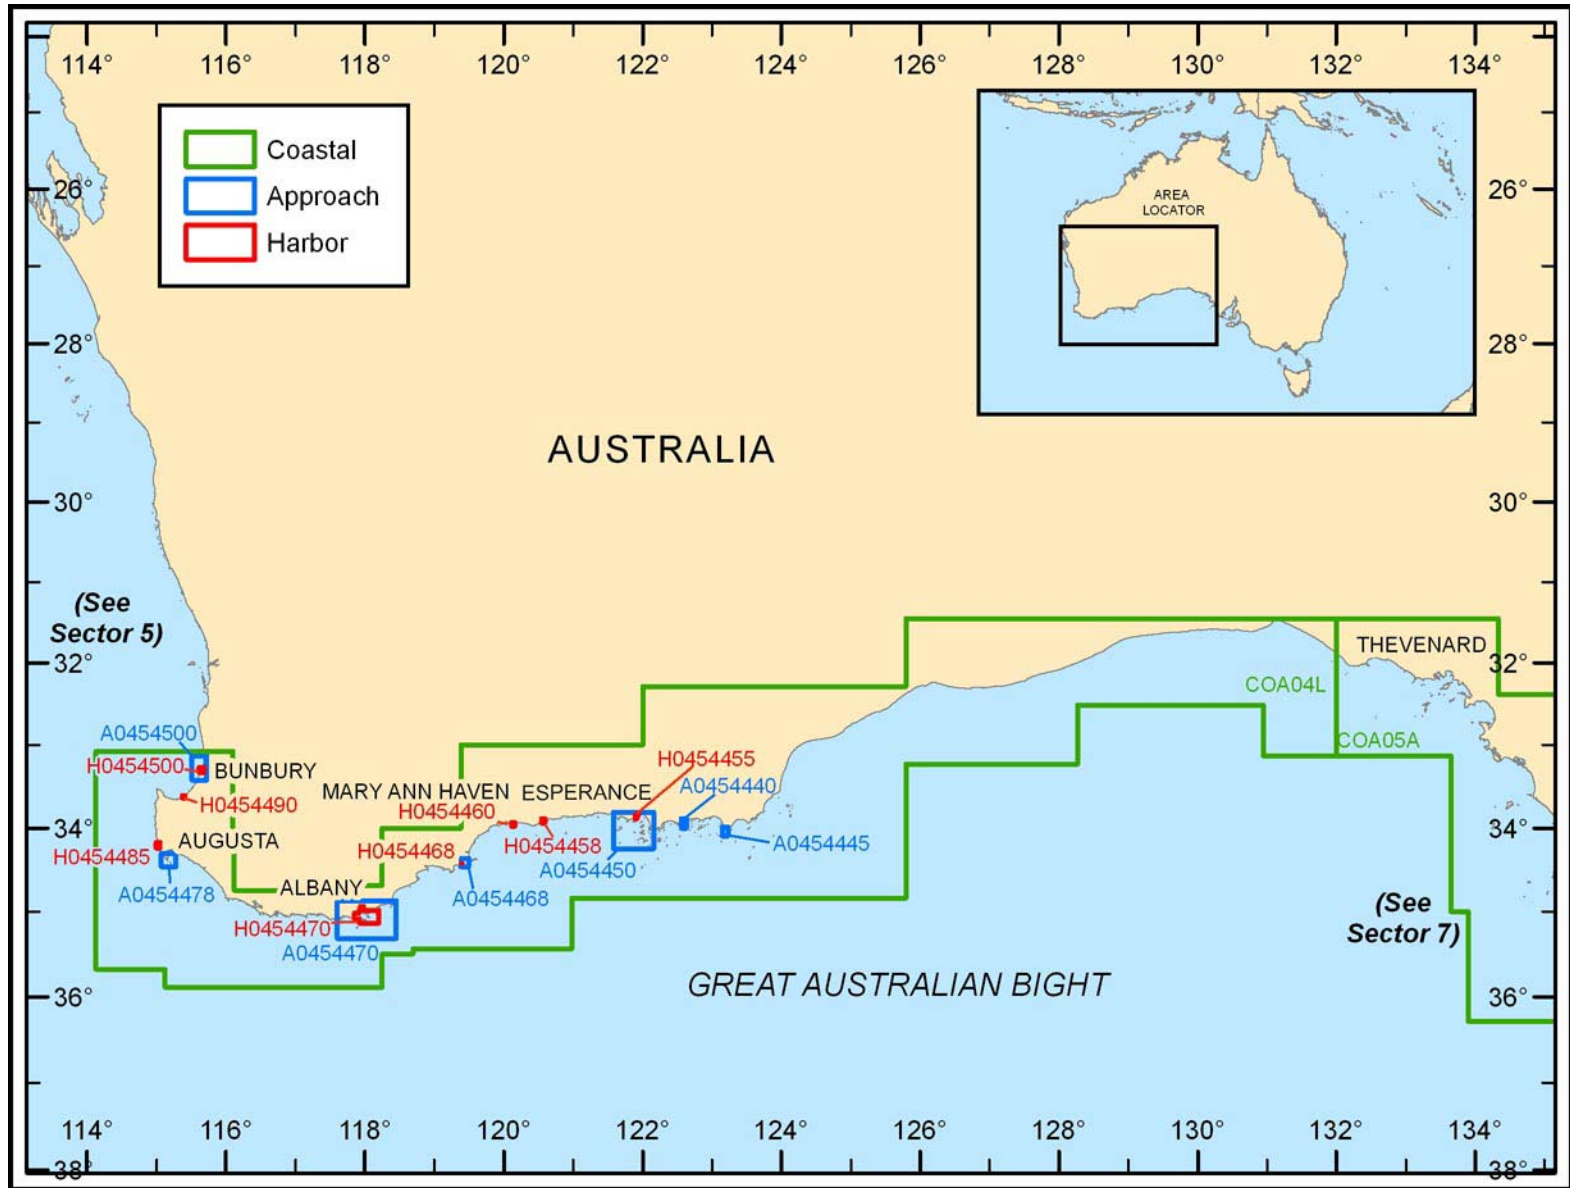 114° 116° 118° 120° 122° 124° 126° 128° 130° 132° 134°
Coastal
Approach
Harbor
AREA
LOCATOR
26° 26°
28° 28°
AUSTRALIA
30° 30°
(See
Sector 5)
32° 32°
THEVENARD
COA04L
COA05A
A0454500
H0454500
BUNBURY
H0454490
MARY ANN HAVEN
ESPERANCE
H0454455
A0454440
H0454460
34° 34°
AUGUSTA
H0454485
H0454468
H0454458
A0454445
A0454450
A0454478
ALBANY
A0454468
H0454470
A0454470
(See
Sector 7)
GREAT AUSTRALIAN BIGHT
36° 36°
114° 116° 118° 120° 122° 124° 126° 128° 130° 132° 134°
38° 38°